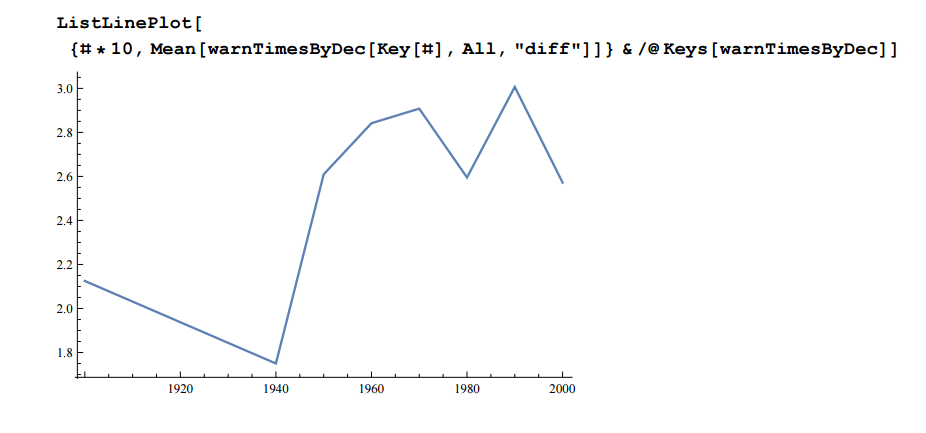 ListLinePlot[
{# * 10, Mean[warnTimesByDec[Key[#], All, "diff"]]} & /@ Keys[warnTimesByDec]]
3.0
2.8
2.6
2.4
2.2
2.0
1.8
1920 1940 1960 1980 2000